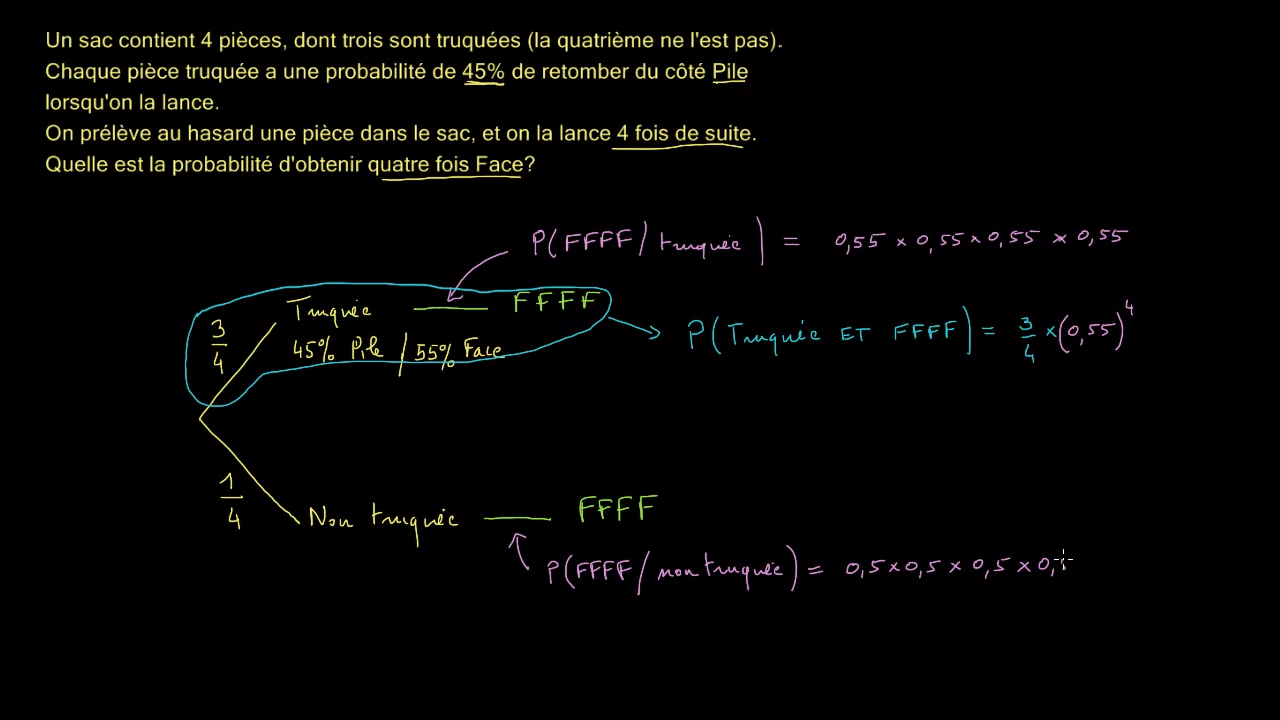 Un sac contient 4 pièces, dont trois sont truquées (la quatrième ne l'est pas).
Chaque pièce truquée a une probabilité de 45% de retomber du côté Pile
lorsqu'on la lance.
On prélève au hasard une pièce dans le sac, et on la lance 4 fois de suite.
Quelle est la probabilité d'obtenir quatre fois Face?
P(FFFF/truquée) = 0,55 × 0,55 × 0,55 × 0,55
3/4
Truquée
FFFF
45% Pile / 55% Face
P(Truquée ET FFFF) = 3/4 × (0,55)⁴
1/4
Non truquée
FFFF
P(FFFF/non truquée) = 0,5 × 0,5 × 0,5 × 0,